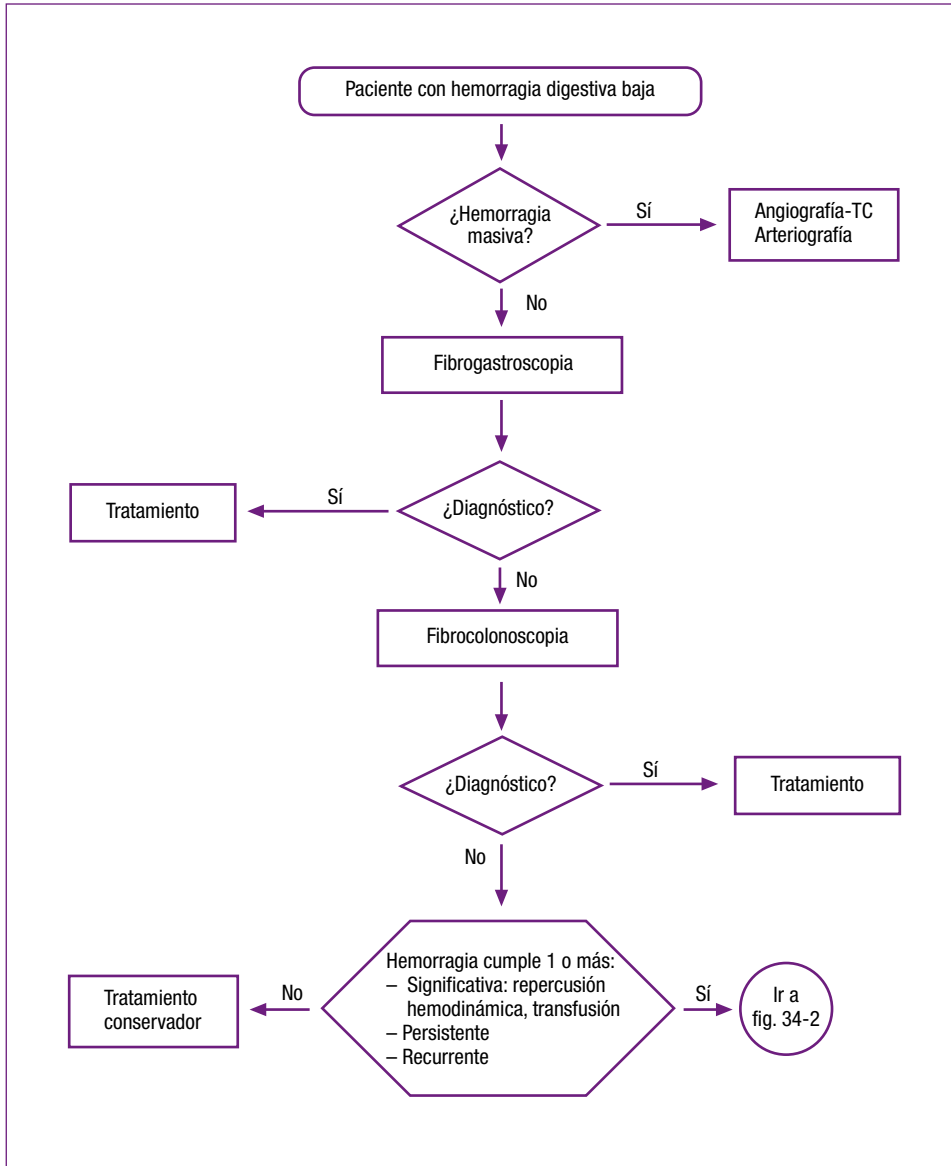 Paciente con hemorragia digestiva baja
¿Hemorragia
masiva?
Sí
Angiografía-TC
Arteriografía
No
Fibrogastroscopia
¿Diagnóstico?
Sí
Tratamiento
No
Fibrocolonoscopia
¿Diagnóstico?
Sí
Tratamiento
No
Hemorragia cumple 1 o más:
– Significativa: repercusión
hemodinámica, transfusión
– Persistente
– Recurrente
No
Tratamiento
conservador
Sí
Ir a
fig. 34-2